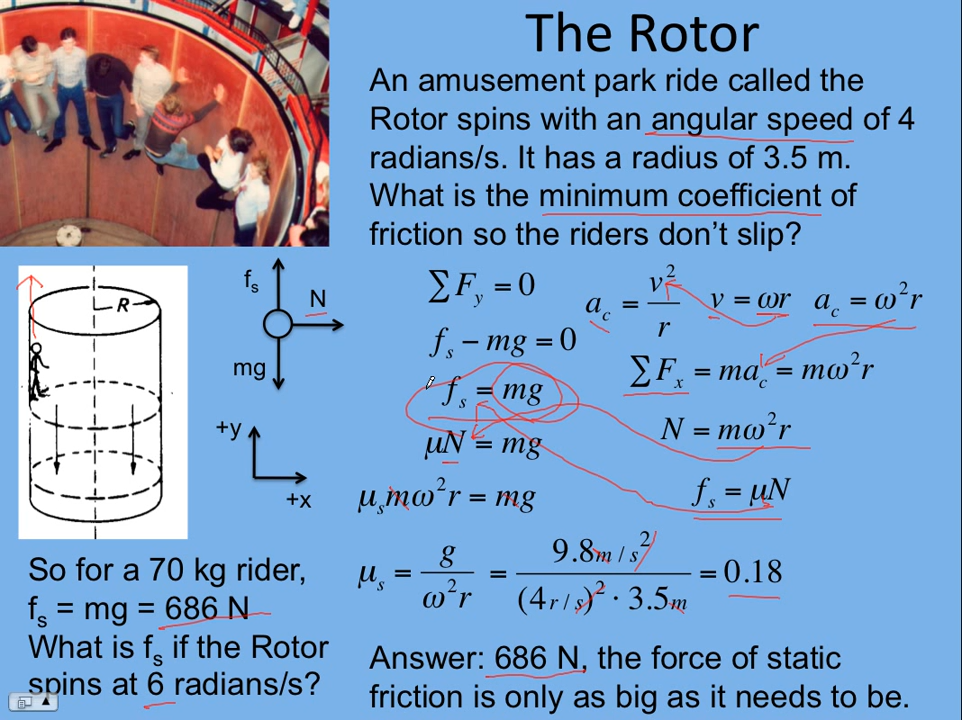 The Rotor
An amusement park ride called the
Rotor spins with an angular speed of 4
radians/s. It has a radius of 3.5 m.
What is the minimum coefficient of
friction so the riders don't slip?
R
fₛ
N
mg
+y
+x
∑Fᵧ = 0
fₛ − mg = 0
fₛ = mg
μN = mg
μₛmω²r = mg
a_c = v²/r
v = ωr
a_c = ω²r
∑Fₓ = ma_c = mω²r
N = mω²r
fₛ = μₛN
μₛ = g/(ω²r) = 9.8m/s²/((4r/s)² · 3.5m) = 0.18
So for a 70 kg rider,
fₛ = mg = 686 N
What is fₛ if the Rotor
spins at 6 radians/s?
Answer: 686 N, the force of static
friction is only as big as it needs to be.